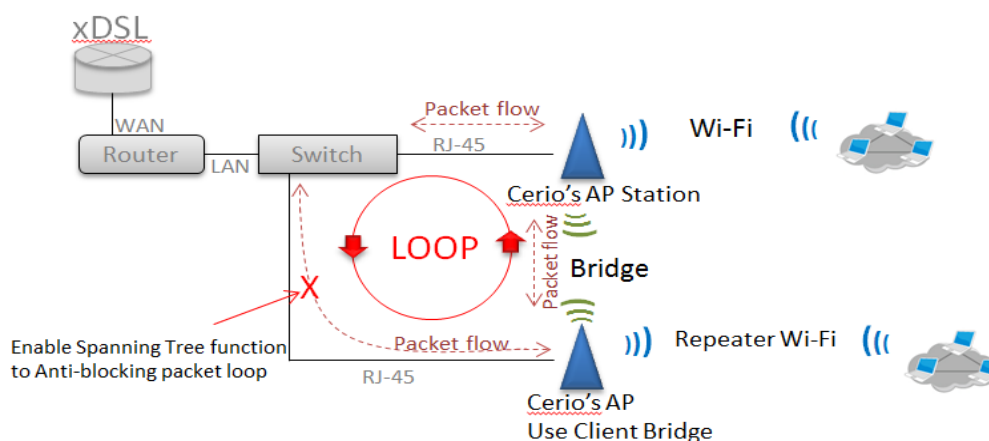 xDSL
WAN
Router
LAN
Switch
Packet flow
RJ-45
Wi-Fi
Cerio's AP Station
LOOP
Packet flow
Bridge
X
Enable Spanning Tree function
to Anti-blocking packet loop
Packet flow
RJ-45
Repeater Wi-Fi
Cerio's AP
Use Client Bridge